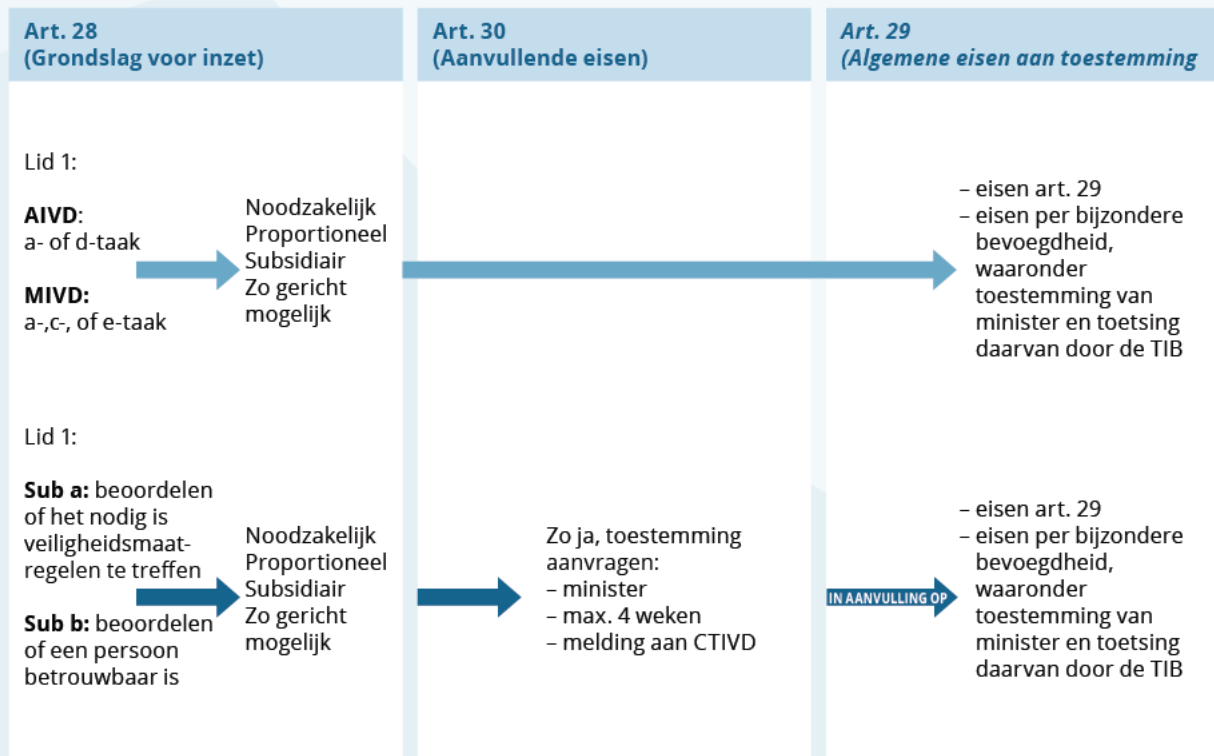 Art. 28
(Grondslag voor inzet)
Art. 30
(Aanvullende eisen)
Art. 29
(Algemene eisen aan toestemming
Lid 1:
AIVD:
a- of d-taak
MIVD:
a-,c-, of e-taak
Noodzakelijk
Proportioneel
Subsidiair
Zo gericht
mogelijk
– eisen art. 29
– eisen per bijzondere
bevoegdheid,
waaronder
toestemming van
minister en toetsing
daarvan door de TIB
Lid 1:
Sub a: beoordelen
of het nodig is
veiligheidsmaat-
regelen te treffen
Sub b: beoordelen
of een persoon
betrouwbaar is
Noodzakelijk
Proportioneel
Subsidiair
Zo gericht
mogelijk
Zo ja, toestemming
aanvragen:
– minister
– max. 4 weken
– melding aan CTIVD
IN AANVULLING OP
– eisen art. 29
– eisen per bijzondere
bevoegdheid,
waaronder
toestemming van
minister en toetsing
daarvan door de TIB